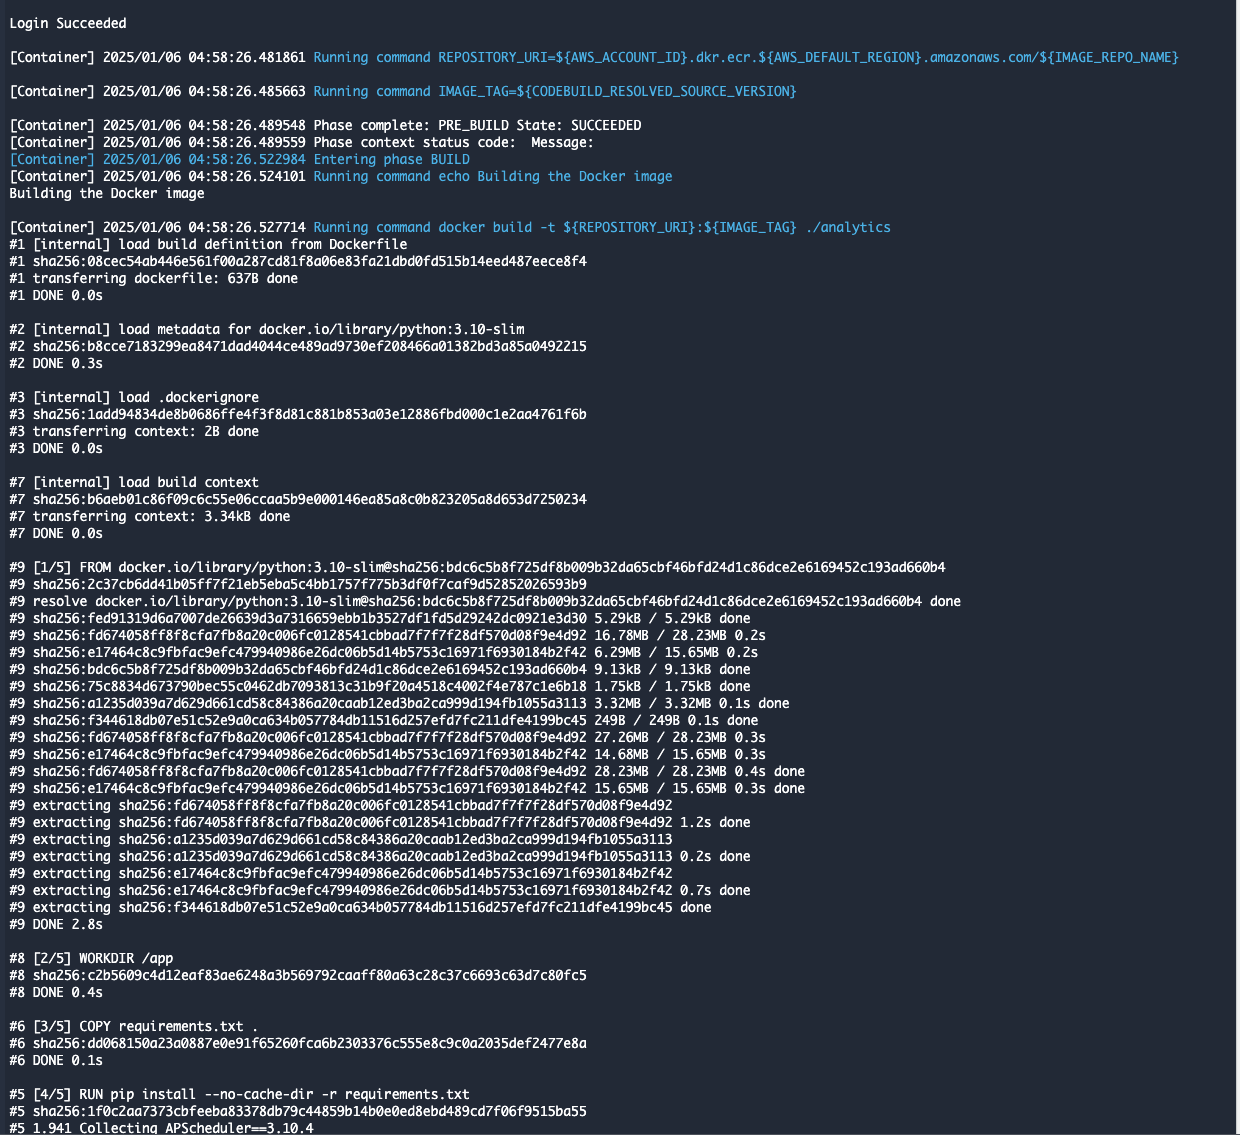 Login Succeeded
[Container] 2025/01/06 04:58:26.481861 Running command REPOSITORY_URI=${AWS_ACCOUNT_ID}.dkr.ecr.${AWS_DEFAULT_REGION}.amazonaws.com/${IMAGE_REPO_NAME}
[Container] 2025/01/06 04:58:26.485663 Running command IMAGE_TAG=${CODEBUILD_RESOLVED_SOURCE_VERSION}
[Container] 2025/01/06 04:58:26.489548 Phase complete: PRE_BUILD State: SUCCEEDED
[Container] 2025/01/06 04:58:26.489559 Phase context status code:  Message:
[Container] 2025/01/06 04:58:26.522984 Entering phase BUILD
[Container] 2025/01/06 04:58:26.524101 Running command echo Building the Docker image
Building the Docker image
[Container] 2025/01/06 04:58:26.527714 Running command docker build -t ${REPOSITORY_URI}:${IMAGE_TAG} ./analytics
#1 [internal] load build definition from Dockerfile
#1 sha256:08cec54ab446e561f00a287cd81f8a06e83fa21dbd0fd515b14eed487eece8f4
#1 transferring dockerfile: 637B done
#1 DONE 0.0s
#2 [internal] load metadata for docker.io/library/python:3.10-slim
#2 sha256:b8cce7183299ea8471dad4044ce489ad9730ef208466a01382bd3a85a0492215
#2 DONE 0.3s
#3 [internal] load .dockerignore
#3 sha256:1add94834de8b0686ffe4f3f8d81c881b853a03e12886fbd000c1e2aa4761f6b
#3 transferring context: 2B done
#3 DONE 0.0s
#7 [internal] load build context
#7 sha256:b6aeb01c86f09c6c55e06ccaa5b9e000146ea85a8c0b823205a8d653d7250234
#7 transferring context: 3.34kB done
#7 DONE 0.0s
#9 [1/5] FROM docker.io/library/python:3.10-slim@sha256:bdc6c5b8f725df8b009b32da65cbf46bfd24d1c86dce2e6169452c193ad660b4
#9 sha256:2c37cb6dd41b05ff7f21eb5eba5c4bb1757f775b3df0f7caf9d52852026593b9
#9 resolve docker.io/library/python:3.10-slim@sha256:bdc6c5b8f725df8b009b32da65cbf46bfd24d1c86dce2e6169452c193ad660b4 done
#9 sha256:fed91319d6a7007de26639d3a7316659ebb1b3527df1fd5d29242dc0921e3d30 5.29kB / 5.29kB done
#9 sha256:fd674058ff8f8cfa7fb8a20c006fc0128541cbbad7f7f7f28df570d08f9e4d92 16.78MB / 28.23MB 0.2s
#9 sha256:e17464c8c9fbfac9efc479940986e26dc06b5d14b5753c16971f6930184b2f42 6.29MB / 15.65MB 0.2s
#9 sha256:bdc6c5b8f725df8b009b32da65cbf46bfd24d1c86dce2e6169452c193ad660b4 9.13kB / 9.13kB done
#9 sha256:75c8834d673790bec55c0462db7093813c31b9f20a4518c4002f4e787c1e6b18 1.75kB / 1.75kB done
#9 sha256:a1235d039a7d629d661cd58c84386a20caab12ed3ba2ca999d194fb1055a3113 3.32MB / 3.32MB 0.1s done
#9 sha256:f344618db07e51c52e9a0ca634b057784db11516d257efd7fc211dfe4199bc45 249B / 249B 0.1s done
#9 sha256:fd674058ff8f8cfa7fb8a20c006fc0128541cbbad7f7f7f28df570d08f9e4d92 27.26MB / 28.23MB 0.3s
#9 sha256:e17464c8c9fbfac9efc479940986e26dc06b5d14b5753c16971f6930184b2f42 14.68MB / 15.65MB 0.3s
#9 sha256:fd674058ff8f8cfa7fb8a20c006fc0128541cbbad7f7f7f28df570d08f9e4d92 28.23MB / 28.23MB 0.4s done
#9 sha256:e17464c8c9fbfac9efc479940986e26dc06b5d14b5753c16971f6930184b2f42 15.65MB / 15.65MB 0.3s done
#9 extracting sha256:fd674058ff8f8cfa7fb8a20c006fc0128541cbbad7f7f7f28df570d08f9e4d92
#9 extracting sha256:fd674058ff8f8cfa7fb8a20c006fc0128541cbbad7f7f7f28df570d08f9e4d92 1.2s done
#9 extracting sha256:a1235d039a7d629d661cd58c84386a20caab12ed3ba2ca999d194fb1055a3113
#9 extracting sha256:a1235d039a7d629d661cd58c84386a20caab12ed3ba2ca999d194fb1055a3113 0.2s done
#9 extracting sha256:e17464c8c9fbfac9efc479940986e26dc06b5d14b5753c16971f6930184b2f42
#9 extracting sha256:e17464c8c9fbfac9efc479940986e26dc06b5d14b5753c16971f6930184b2f42 0.7s done
#9 extracting sha256:f344618db07e51c52e9a0ca634b057784db11516d257efd7fc211dfe4199bc45 done
#9 DONE 2.8s
#8 [2/5] WORKDIR /app
#8 sha256:c2b5609c4d12eaf83ae6248a3b569792caaff80a63c28c37c6693c63d7c80fc5
#8 DONE 0.4s
#6 [3/5] COPY requirements.txt .
#6 sha256:dd068150a23a0887e0e91f65260fca6b2303376c555e8c9c0a2035def2477e8a
#6 DONE 0.1s
#5 [4/5] RUN pip install --no-cache-dir -r requirements.txt
#5 sha256:1f0c2aa7373cbfeeba83378db79c44859b14b0e0ed8ebd489cd7f06f9515ba55
#5 1.941 Collecting APScheduler==3.10.4